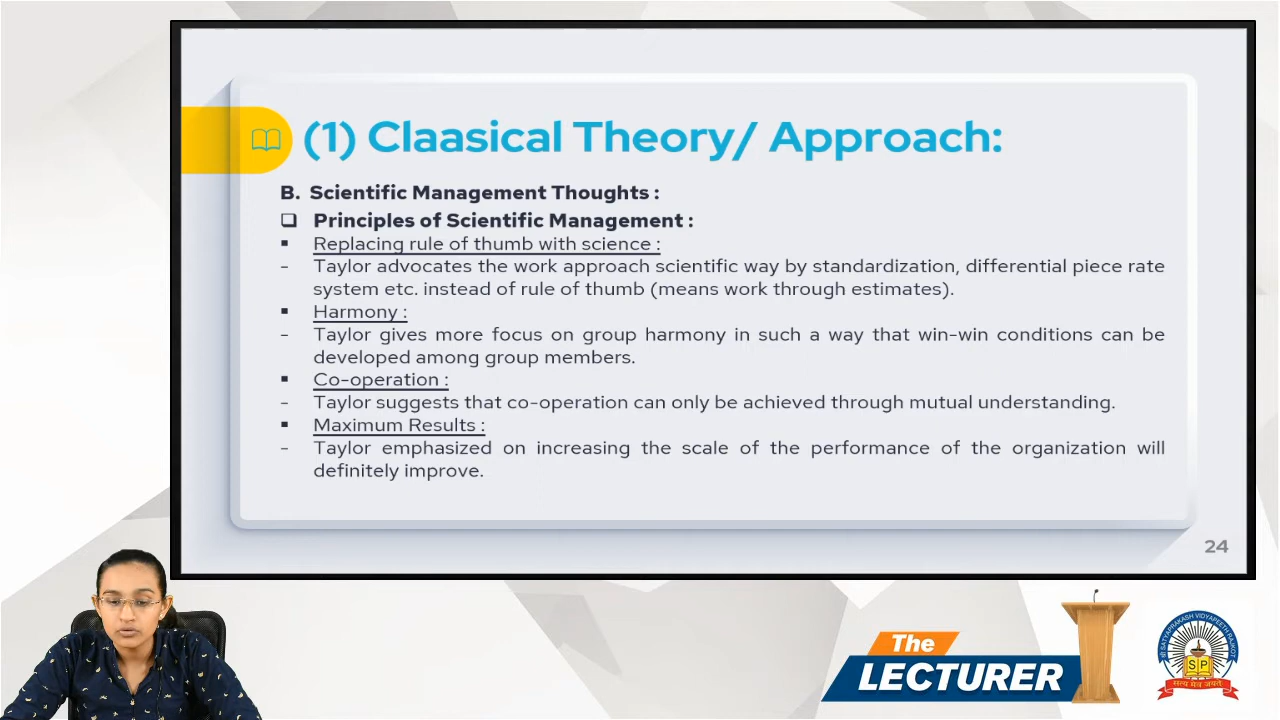 (1) Claasical Theory/ Approach:
B. Scientific Management Thoughts :
❑ Principles of Scientific Management :
▪ Replacing rule of thumb with science :
- Taylor advocates the work approach scientific way by standardization, differential piece rate
system etc. instead of rule of thumb (means work through estimates).
▪ Harmony :
- Taylor gives more focus on group harmony in such a way that win-win conditions can be
developed among group members.
▪ Co-operation :
- Taylor suggests that co-operation can only be achieved through mutual understanding.
▪ Maximum Results :
- Taylor emphasized on increasing the scale of the performance of the organization will
definitely improve.
24
The
LECTURER
SATYAPRAKASH VIDYAPEETH RAJKOT
S P
सत्य मेव जयते